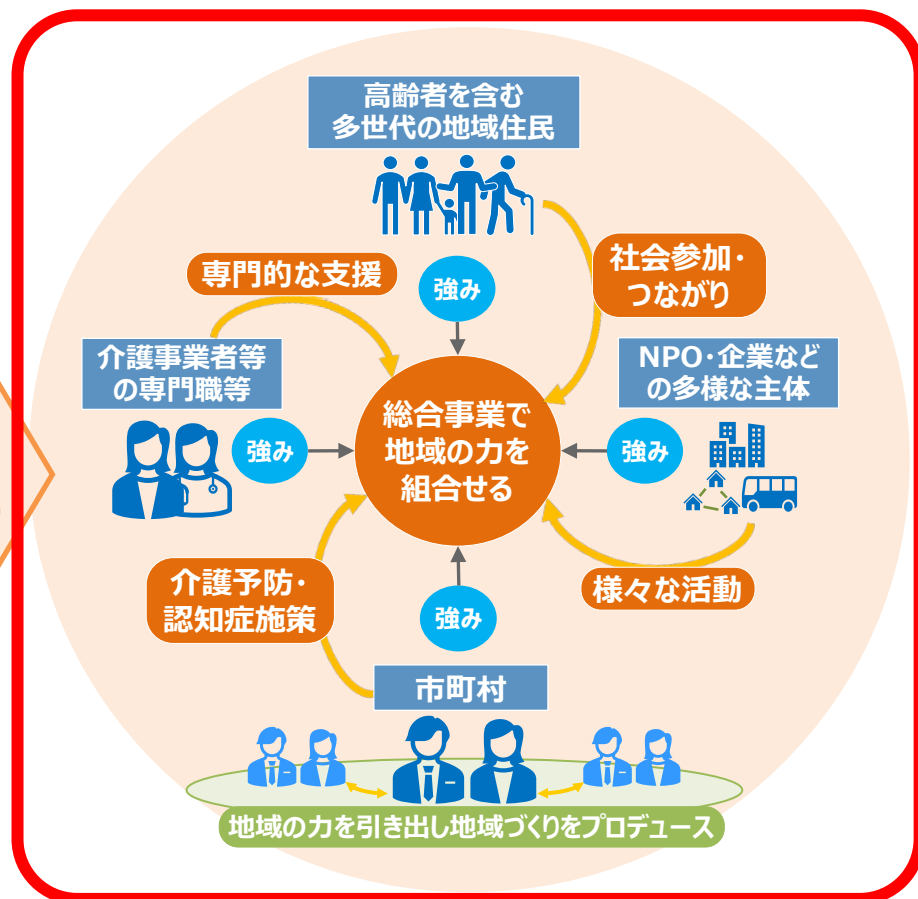 高齢者を含む
多世代の地域住民
専門的な支援
強み
社会参加・
つながり
介護事業者等
の専門職等
NPO・企業など
の多様な主体
強み
総合事業で
地域の力を
組合せる
強み
介護予防・
認知症施策
強み
様々な活動
市町村
地域の力を引き出し地域づくりをプロデュース